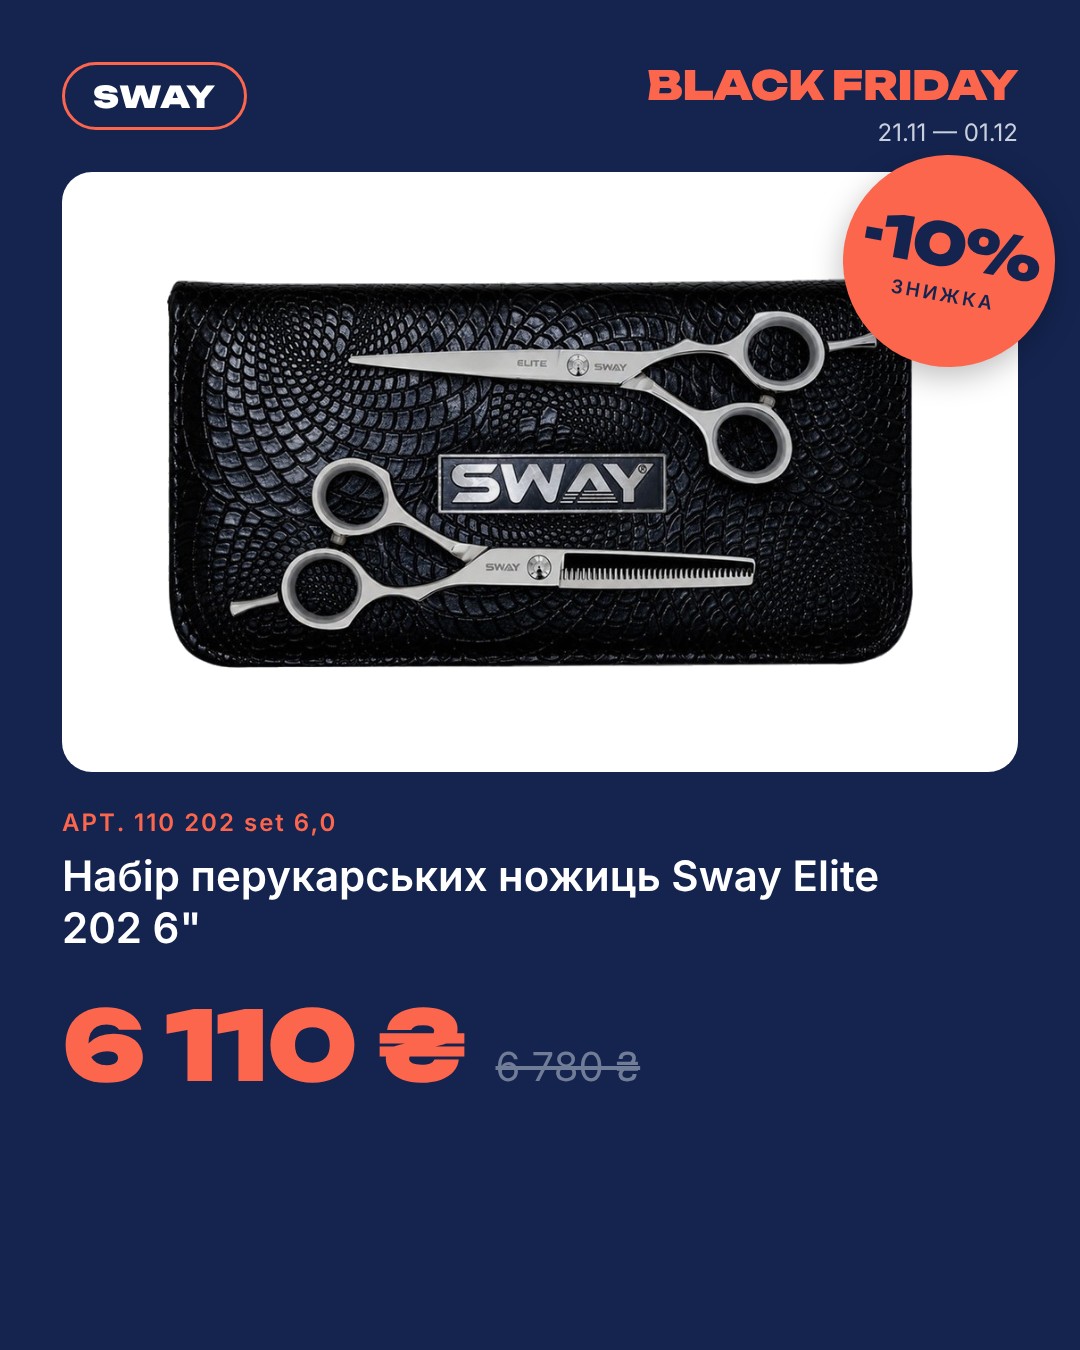 SWAY
BLACK FRIDAY
21.11 — 01.12
-10%
ЗНИЖКА
ELITE SWAY
SWAY®
SWAY
АРТ. 110 202 set 6,0
Набір перукарських ножиць Sway Elite
202 6"
6 110 ₴ 6 780 ₴